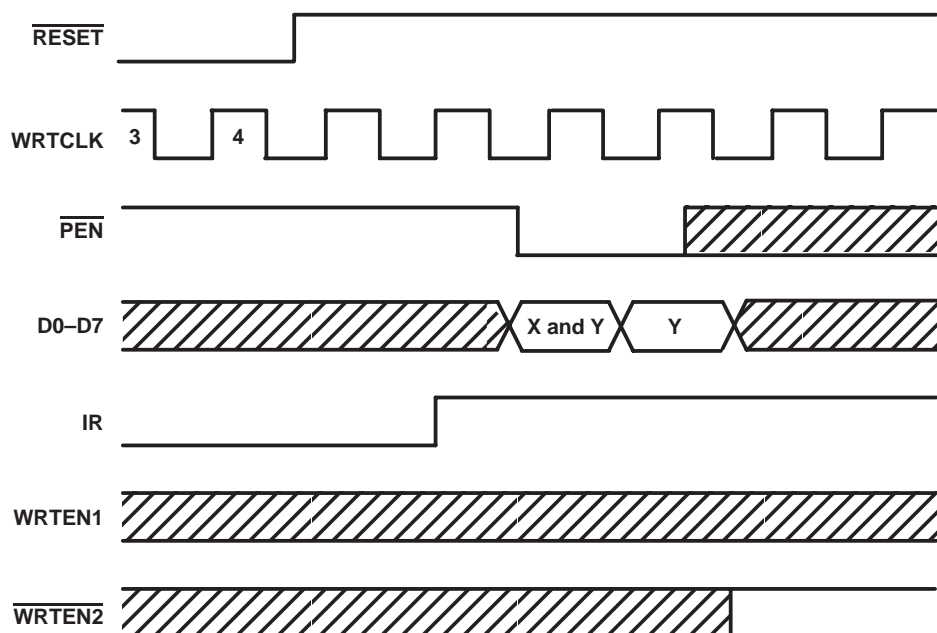 RESET
WRTCLK 3 4
PEN
D0–D7 X and Y Y
IR
WRTEN1
WRTEN2